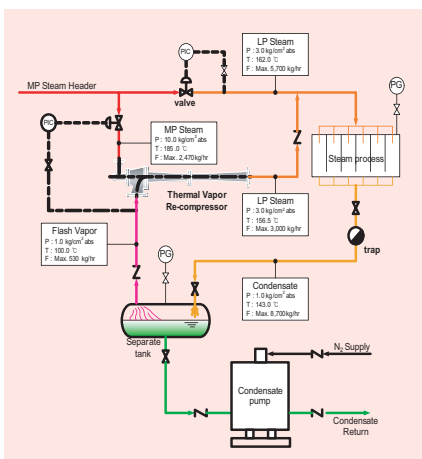 PIC
LP Steam
P : 3.0 kg/cm² abs
T : 162.0 ℃
F : Max. 5,700 kg/hr
MP Steam Header
valve
PG
PIC
MP Steam
P : 10.0 kg/cm² abs
T : 185.0 ℃
F : Max. 2,470kg/hr
Steam process
Thermal Vapor
Re-compressor
LP Steam
P : 3.0 kg/cm² abs
T : 156.5 ℃
F : Max. 3,000 kg/hr
Flash Vapor
P : 1.0 kg/cm² abs
T : 100.0 ℃
F : Max. 530 kg/hr
PG
trap
Condensate
P : 1.0 kg/cm² abs
T : 143.0 ℃
F : Max. 8,700kg/hr
Separate
tank
N₂ Supply
Condensate
pump
Condensate
Return